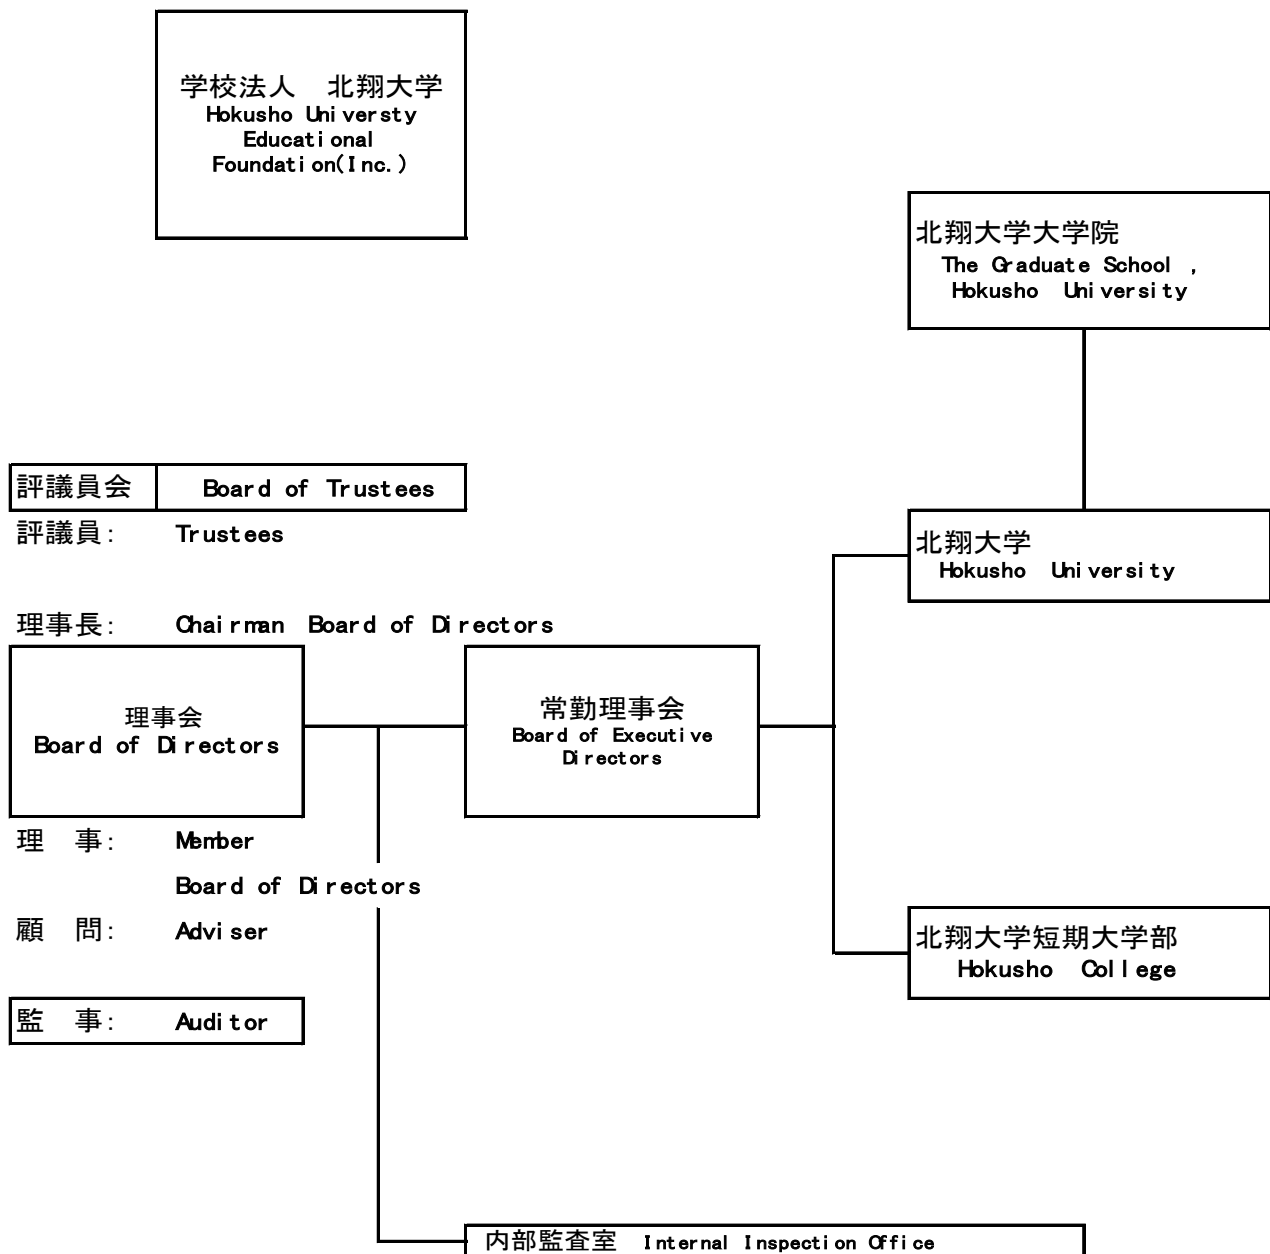 学校法人　北翔大学
Hokusho Universty
Educational
Foundation(Inc.)
北翔大学大学院
The Graduate School ,
Hokusho University
評議員会 Board of Trustees
評議員: Trustees
北翔大学
Hokusho University
理事長: Chairman Board of Directors
理事会
Board of Directors
常勤理事会
Board of Executive
Directors
理　事: Member
Board of Directors
顧　問: Adviser
北翔大学短期大学部
Hokusho College
監　事: Auditor
内部監査室 Internal Inspection Office